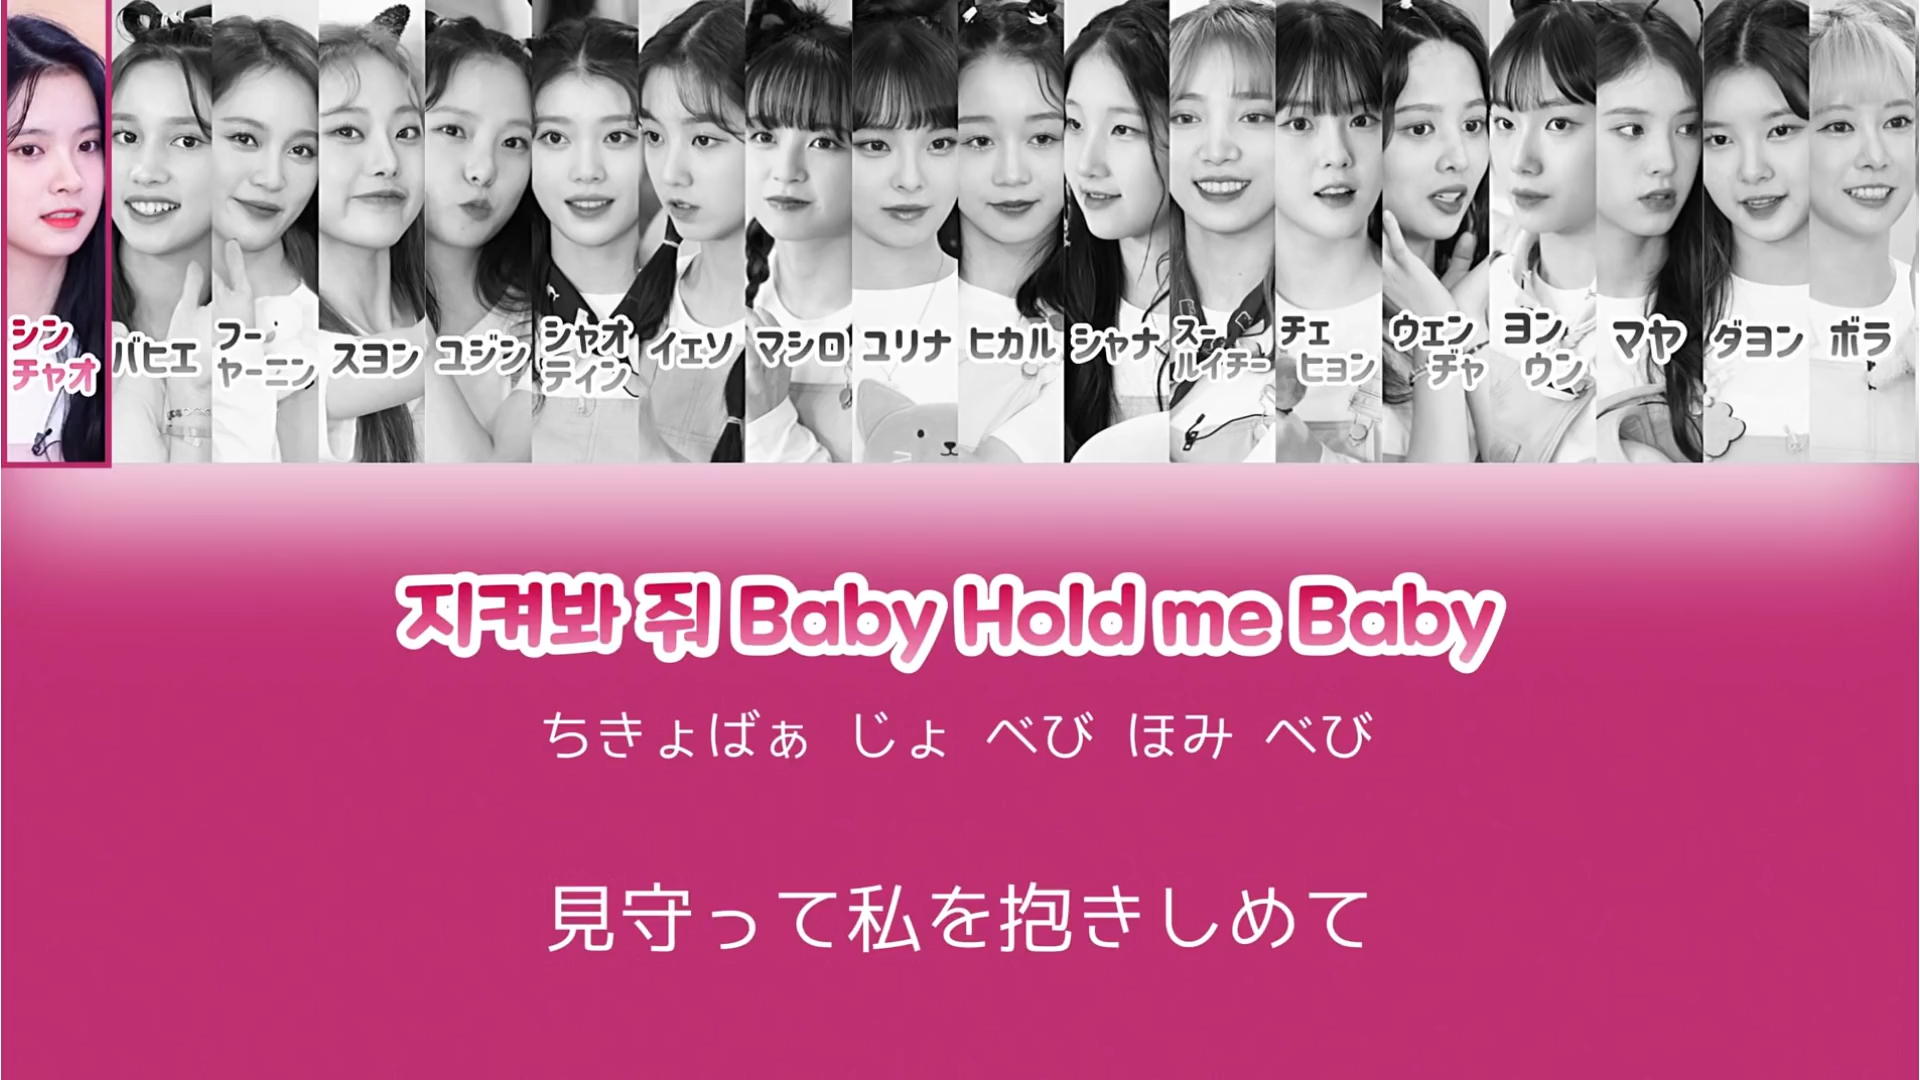 シン
チャオ
バヒエ
フー
ヤーニン
スヨン
ユジン
シャオ
ティン
イェソ
マシロ
ユリナ
ヒカル
シャナ
スー
ルイチー
チェ
ヒョン
ウェン
ヂャ
ヨン
ウン
マヤ
ダヨン
ボラ
지켜봐 줘 Baby Hold me Baby
ちきょばぁ じょ べび ほみ べび
見守って私を抱きしめて